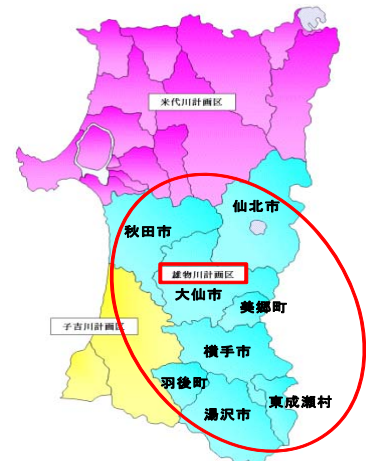 米代川計画区
仙北市
秋田市
雄物川計画区
大仙市
美郷町
子吉川計画区
横手市
羽後町
東成瀬村
湯沢市